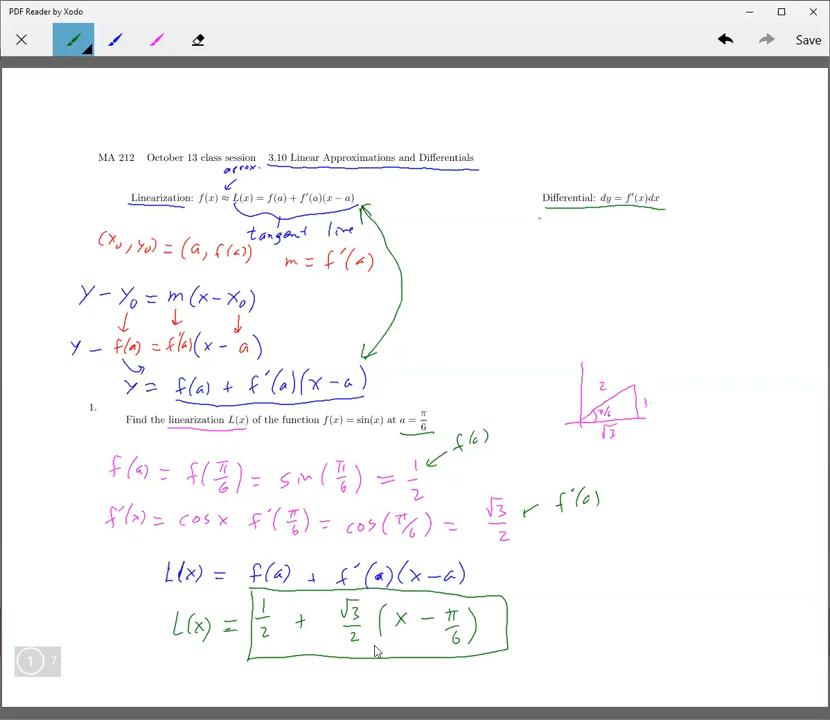 PDF Reader by Xodo
Save
MA 212 October 13 class session 3.10 Linear Approximations and Differentials
arrox.
Linearization: f(x) ≈ L(x) = f(a) + f′(a)(x − a)
Differential: dy = f′(x)dx
tangent line
(x₀, y₀) = (a, f(a))
m = f′(a)
y − y₀ = m(x − x₀)
y − f(a) = f′(a)(x − a)
y = f(a) + f′(a)(x − a)
1.
Find the linearization L(x) of the function f(x) = sin(x) at a = π/6
2
π/6
1
√3
f(a) = f(π/6) = sin(π/6) = 1/2
f(a)
f′(x) = cosx f′(π/6) = cos(π/6) = √3/2
f′(a)
L(x) = f(a) + f′(a)(x − a)
L(x) = 1/2 + √3/2 (x − π/6)
1 7